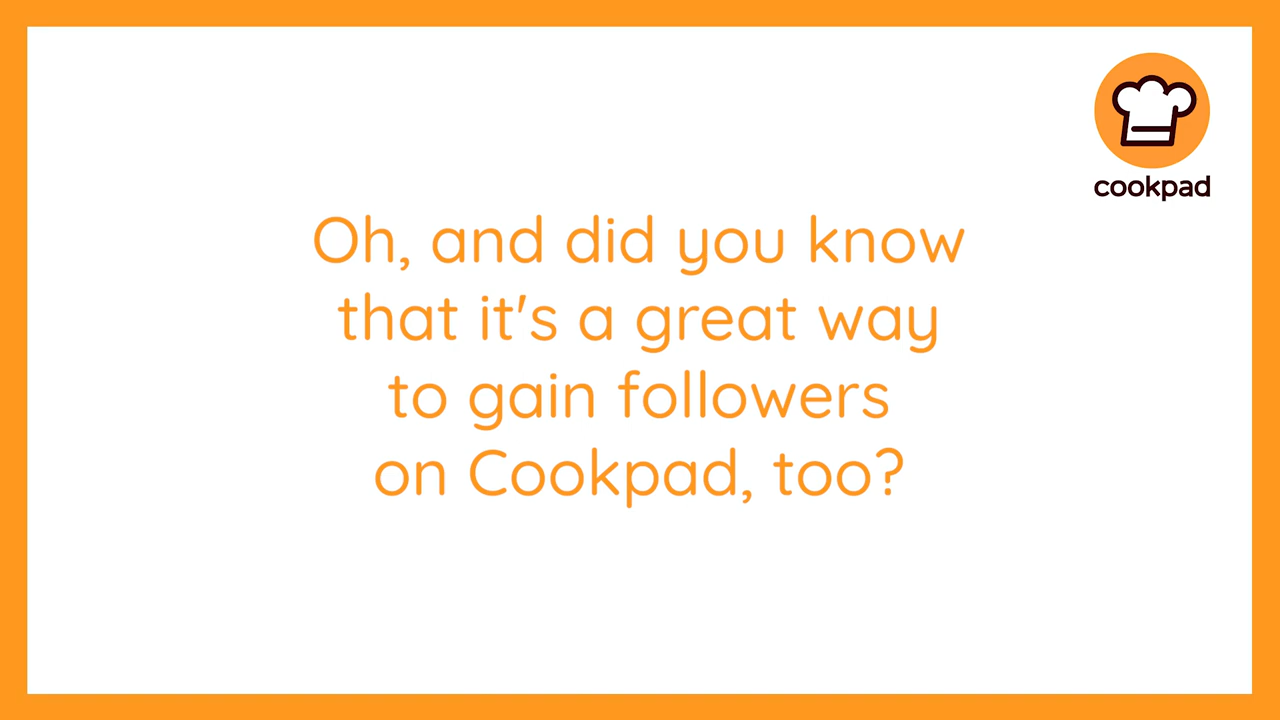 cookpad
Oh, and did you know
that it's a great way
to gain followers
on Cookpad, too?